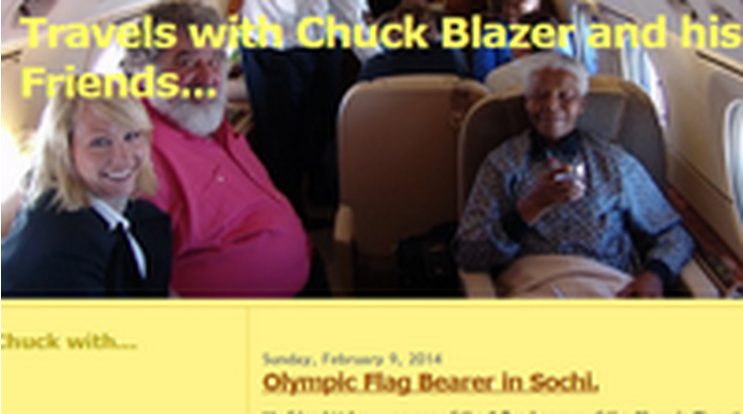 Travels with Chuck Blazer and his
Friends...
Chuck with...
Sunday, February 9, 2014
Olympic Flag Bearer in Sochi.